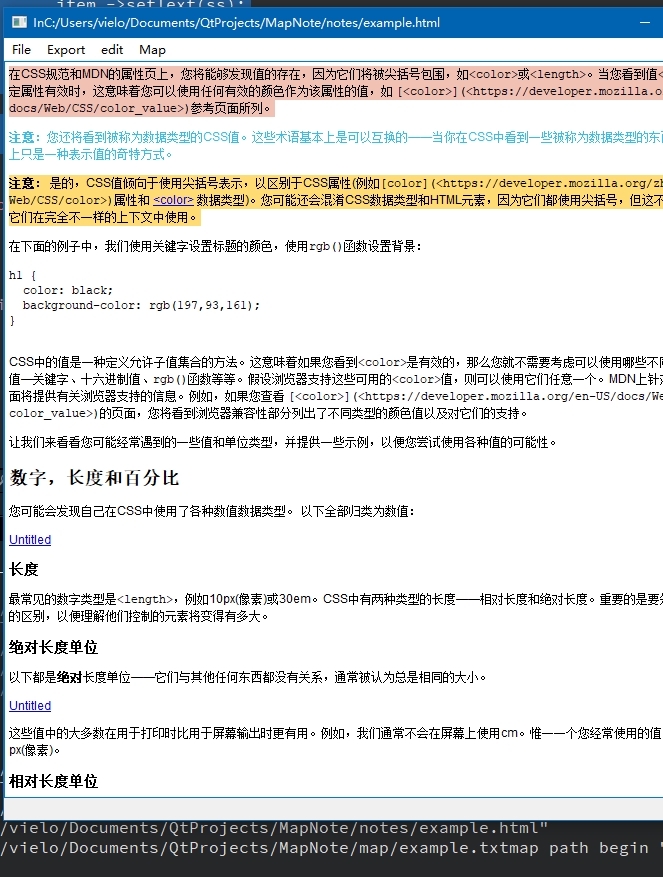 item ->setText(ss);
InC:/Users/vielo/Documents/QtProjects/MapNote/notes/example.html
File Export edit Map
在CSS规范和MDN的属性页上，您将能够发现值的存在，因为它们将被尖括号包围，如<color>或<length>。当您看到值<
定属性有效时，这意味着您可以使用任何有效的颜色作为该属性的值，如 [<color>](<https://developer.mozilla.o
docs/Web/CSS/color_value>)参考页面所列。
注意：您还将看到被称为数据类型的CSS值。这些术语基本上是可以互换的——当你在CSS中看到一些被称为数据类型的东
上只是一种表示值的奇特方式。
注意： 是的，CSS值倾向于使用尖括号表示，以区别于CSS属性(例如[color](<https://developer.mozilla.org/zh
Web/CSS/color>)属性和 <color> 数据类型)。您可能还会混淆CSS数据类型和HTML元素，因为它们都使用尖括号，但这不
它们在完全不一样的上下文中使用。
在下面的例子中，我们使用关键字设置标题的颜色，使用rgb()函数设置背景：
h1 {
color: black;
background-color: rgb(197,93,161);
}
CSS中的值是一种定义允许子值集合的方法。这意味着如果您看到<color>是有效的，那么您就不需要考虑可以使用哪些不同
值—关键字、十六进制值、rgb()函数等等。假设浏览器支持这些可用的<color>值，则可以使用它们任意一个。MDN上针对
面将提供有关浏览器支持的信息。例如，如果您查看 [<color>](<https://developer.mozilla.org/en-US/docs/We
color_value>)的页面，您将看到浏览器兼容性部分列出了不同类型的颜色值以及对它们的支持。
让我们来看看您可能经常遇到的一些值和单位类型，并提供一些示例，以便您尝试使用各种值的可能性。
数字，长度和百分比
您可能会发现自己在CSS中使用了各种数值数据类型。 以下全部归类为数值：
Untitled
长度
最常见的数字类型是<length>，例如10px(像素)或30em。CSS中有两种类型的长度——相对长度和绝对长度。重要的是要知
的区别，以便理解他们控制的元素将变得有多大。
绝对长度单位
以下都是绝对长度单位——它们与其他任何东西都没有关系，通常被认为总是相同的大小。
Untitled
这些值中的大多数在用于打印时比用于屏幕输出时更有用。例如，我们通常不会在屏幕上使用cm。惟一一个您经常使用的值
px(像素)。
相对长度单位
/vielo/Documents/QtProjects/MapNote/notes/example.html"
/vielo/Documents/QtProjects/MapNote/map/example.txtmap path begin "